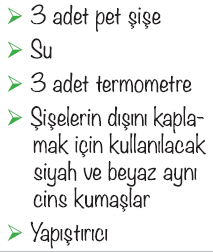 3 adet pet şişe
Su
3 adet termometre
Şişelerin dışını kapla-
mak için kullanılacak
siyah ve beyaz aynı
cins kumaşlar
Yapıştırıcı